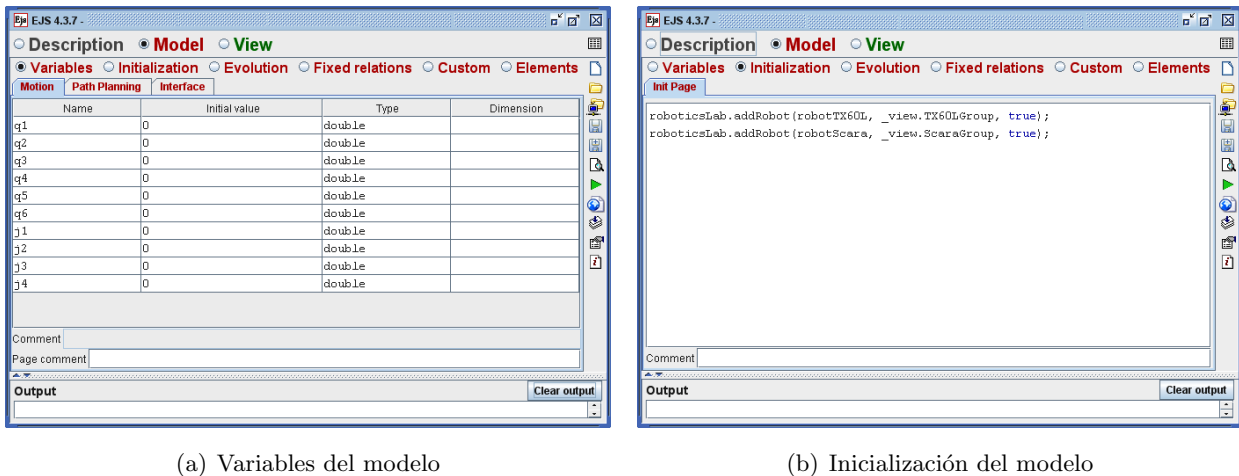 EJS 4.3.7 -
Description Model View
Variables Initialization Evolution Fixed relations Custom Elements
Motion Path Planning Interface
Name Initial value Type Dimension
q1 0 double
q2 0 double
q3 0 double
q4 0 double
q5 0 double
q6 0 double
j1 0 double
j2 0 double
j3 0 double
j4 0 double
Comment
Page comment
Output Clear output
(a) Variables del modelo
EJS 4.3.7 -
Description Model View
Variables Initialization Evolution Fixed relations Custom Elements
Init Page
roboticsLab.addRobot(robotTX60L, _view.TX60LGroup, true);
roboticsLab.addRobot(robotScara, _view.ScaraGroup, true);
Comment
Output Clear output
(b) Inicialización del modelo